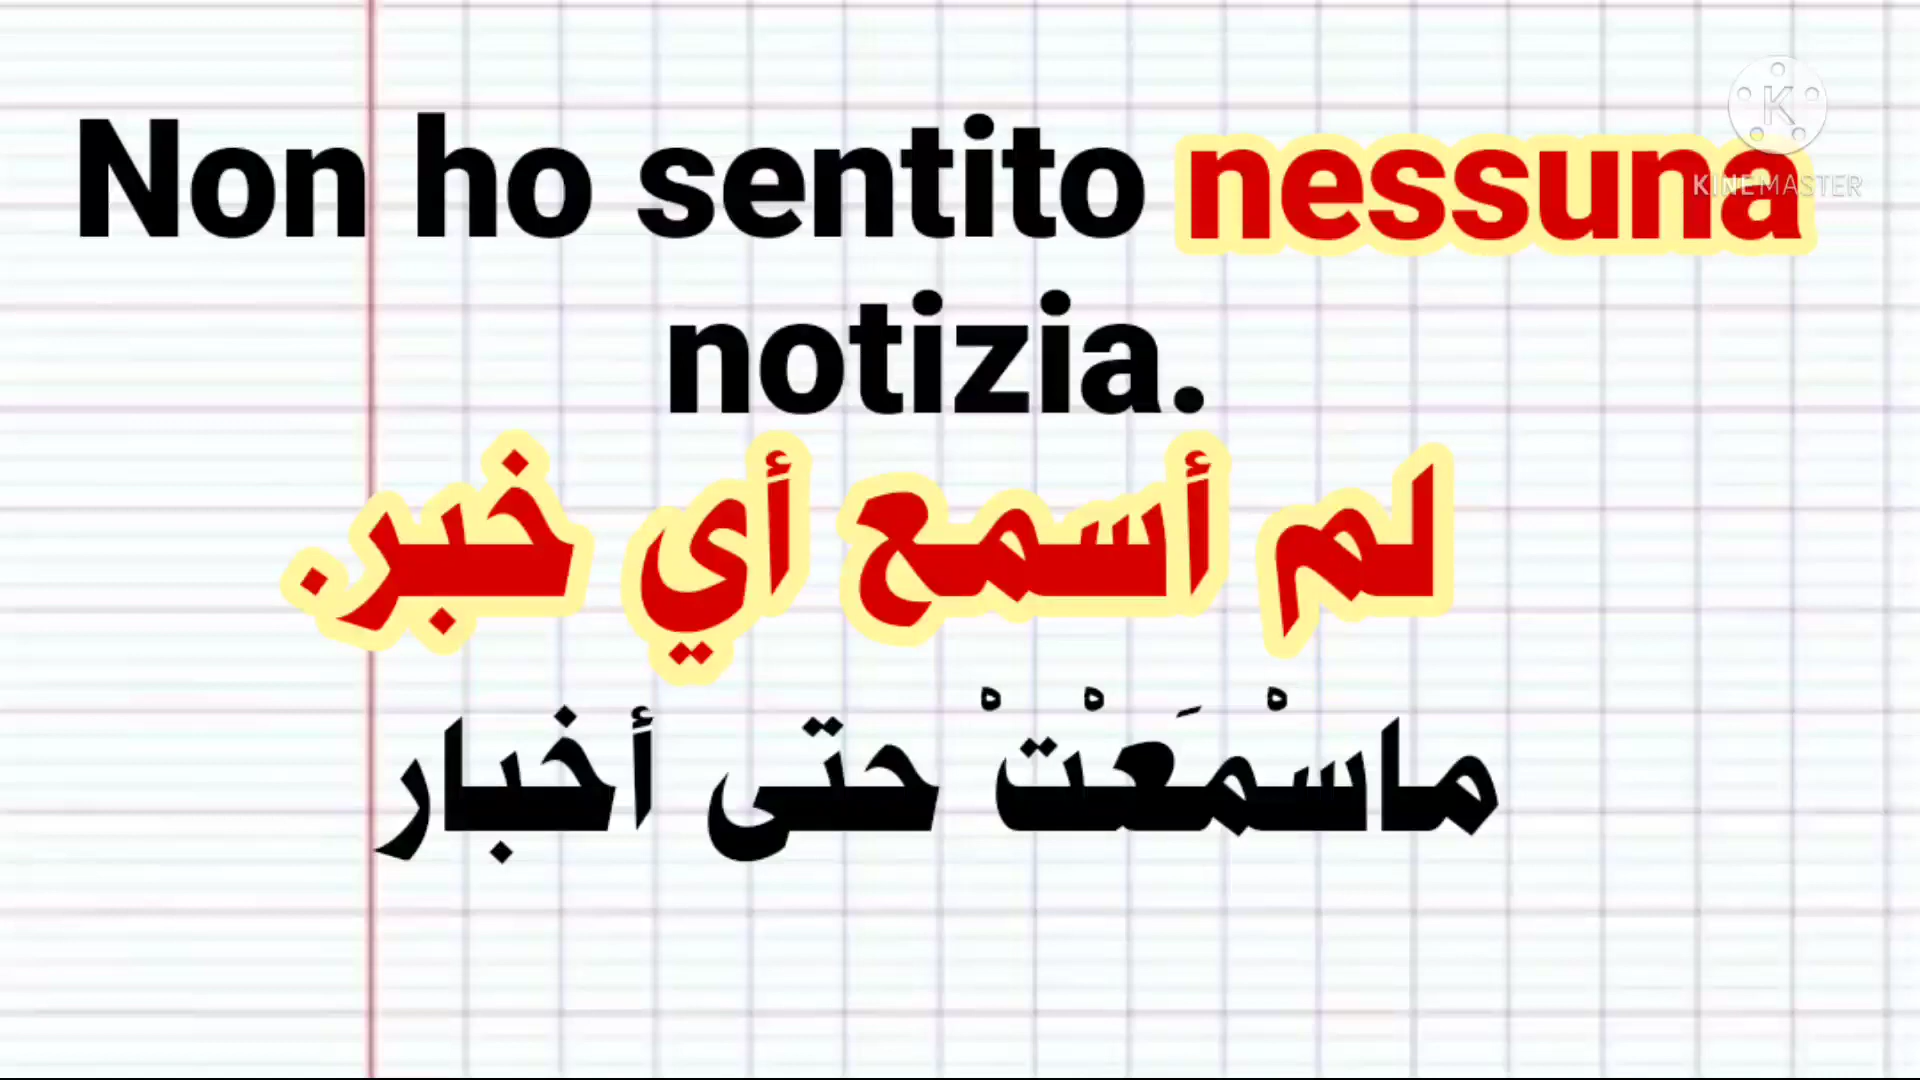 Non ho sentito nessuna
notizia.
لم أسمع أي خبر.
ماسْمَعْتْ حتى أخبار
KINEMASTER